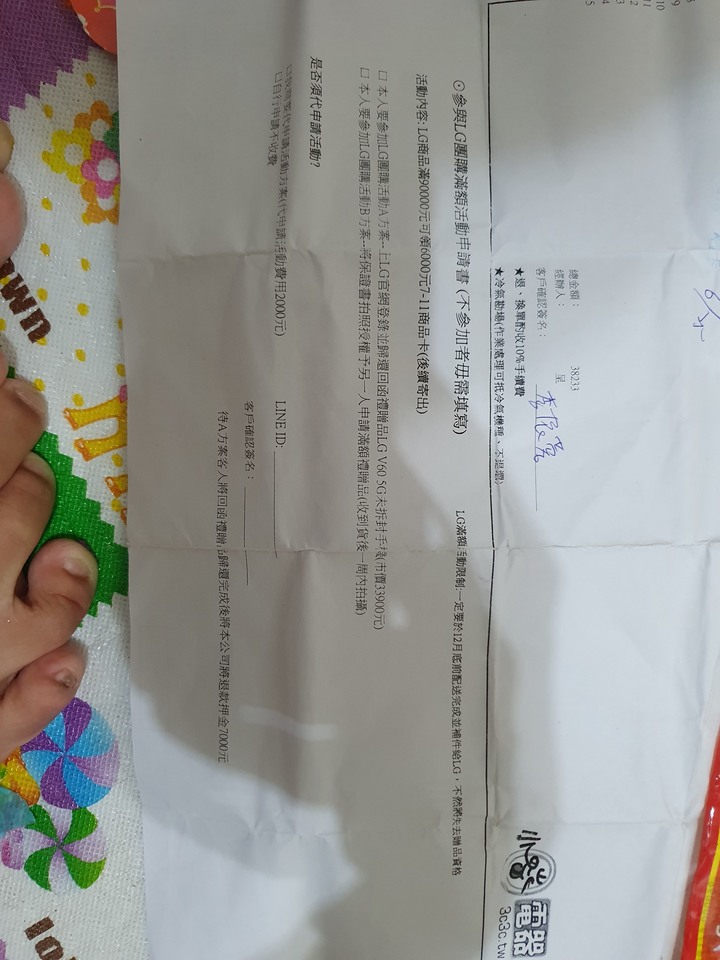 總金額： 38233
經辦人： 呈
客戶確認簽名：
★退、換單酌收10%手續費
★冷氣勘場(作業處理可抵冷氣機種、不退還)
電器
3c3c.tw
⊙參與LG團購滿額活動申請書 (不參加者毋需填寫)
LG滿額活動限制:一定要於12月底前配送完成並補件給LG，不然將失去贈品資格
活動內容: LG商品滿90000元可領6000元7-11商品卡(後續寄出)
□ 本人要參加LG團購活動A方案--上LG官網登錄並歸還回函禮贈品LG V60 5G未拆封手機(市價33900元)
□ 本人要參加LG團購活動B方案--將保證書拍照授權予另一人申請滿額禮贈品(收到貨後一周內拍攝)
是否須代申請活動?
代申請活動方案(代申請活動費用2000元) LINE ID:
□自行申請不收費
客戶確認簽名：
待A方案客人將回函禮贈品歸還完成後將本公司將退款押金7000元